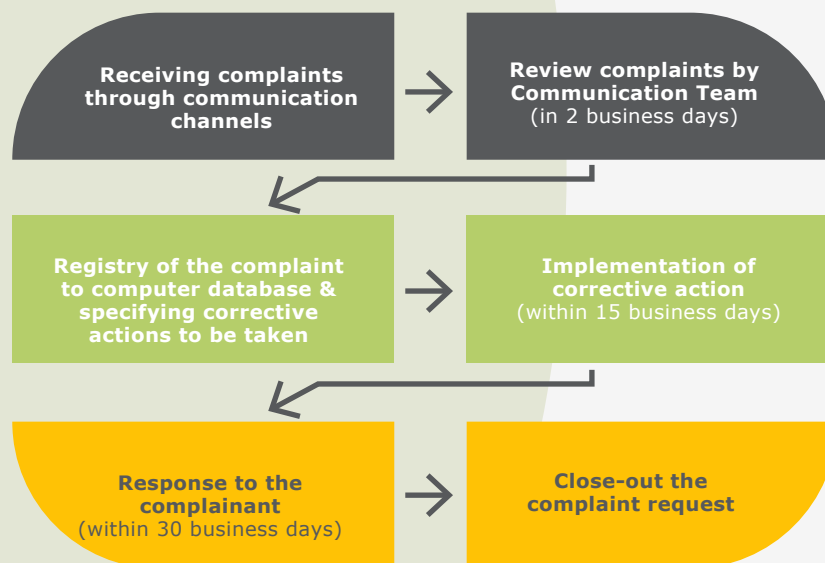 Receiving complaints
through communication
channels
Review complaints by
Communication Team
(in 2 business days)
Registry of the complaint
to computer database &
specifying corrective
actions to be taken
Implementation of
corrective action
(within 15 business days)
Response to the
complainant
(within 30 business days)
Close-out the
complaint request